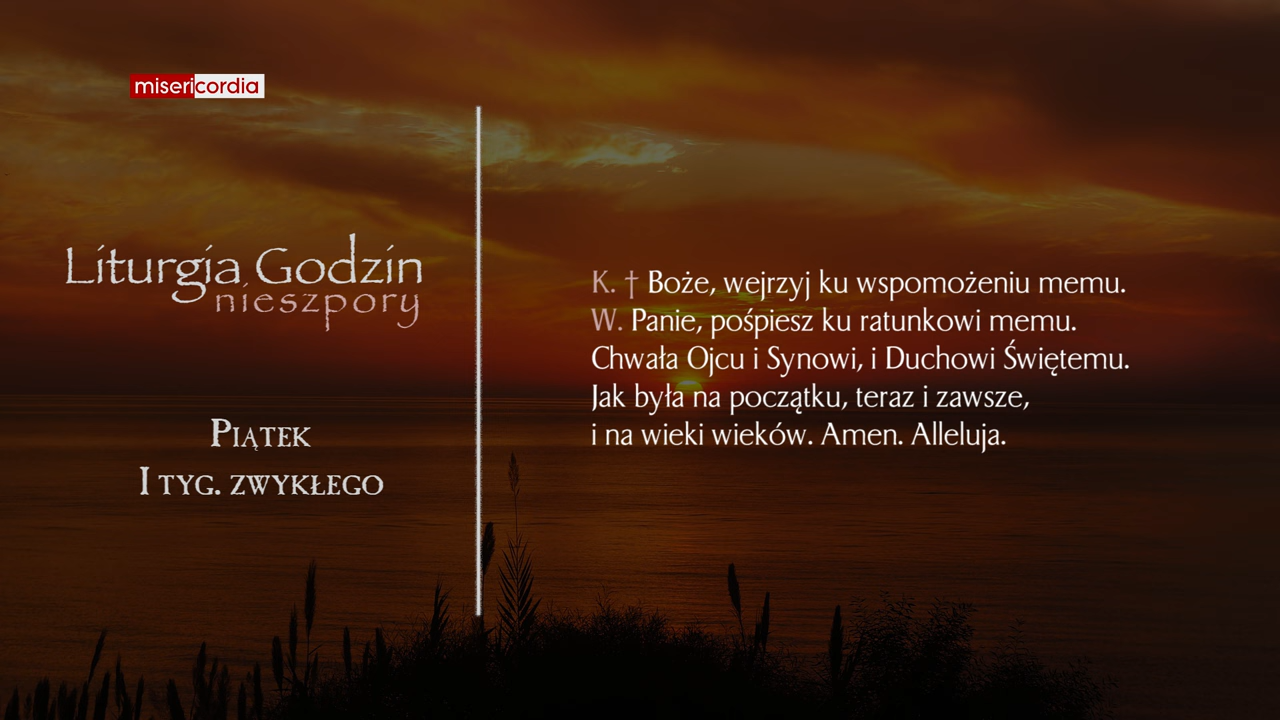 misericordia
Liturgia Godzin
nieszpory
Piątek
I tyg. zwykłego
K. † Boże, wejrzyj ku wspomożeniu memu.
W. Panie, pośpiesz ku ratunkowi memu.
Chwała Ojcu i Synowi, i Duchowi Świętemu.
Jak była na początku, teraz i zawsze,
i na wieki wieków. Amen. Alleluja.